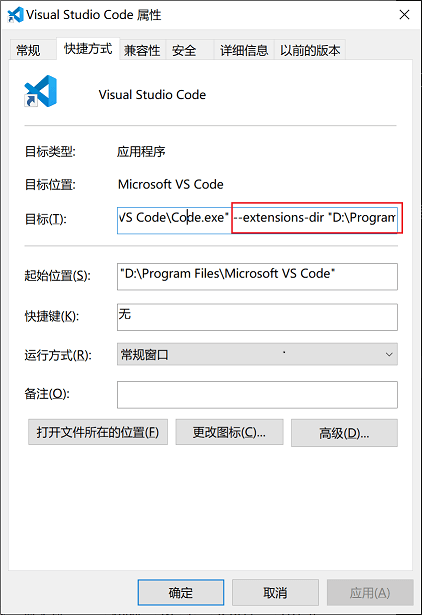 Visual Studio Code 属性
常规 快捷方式 兼容性 安全 详细信息 以前的版本
Visual Studio Code
目标类型: 应用程序
目标位置: Microsoft VS Code
目标(T): VS Code\Code.exe" --extensions-dir "D:\Program
起始位置(S): "D:\Program Files\Microsoft VS Code"
快捷键(K): 无
运行方式(R): 常规窗口
备注(O):
打开文件所在的位置(F) 更改图标(C)... 高级(D)...
确定 取消 应用(A)